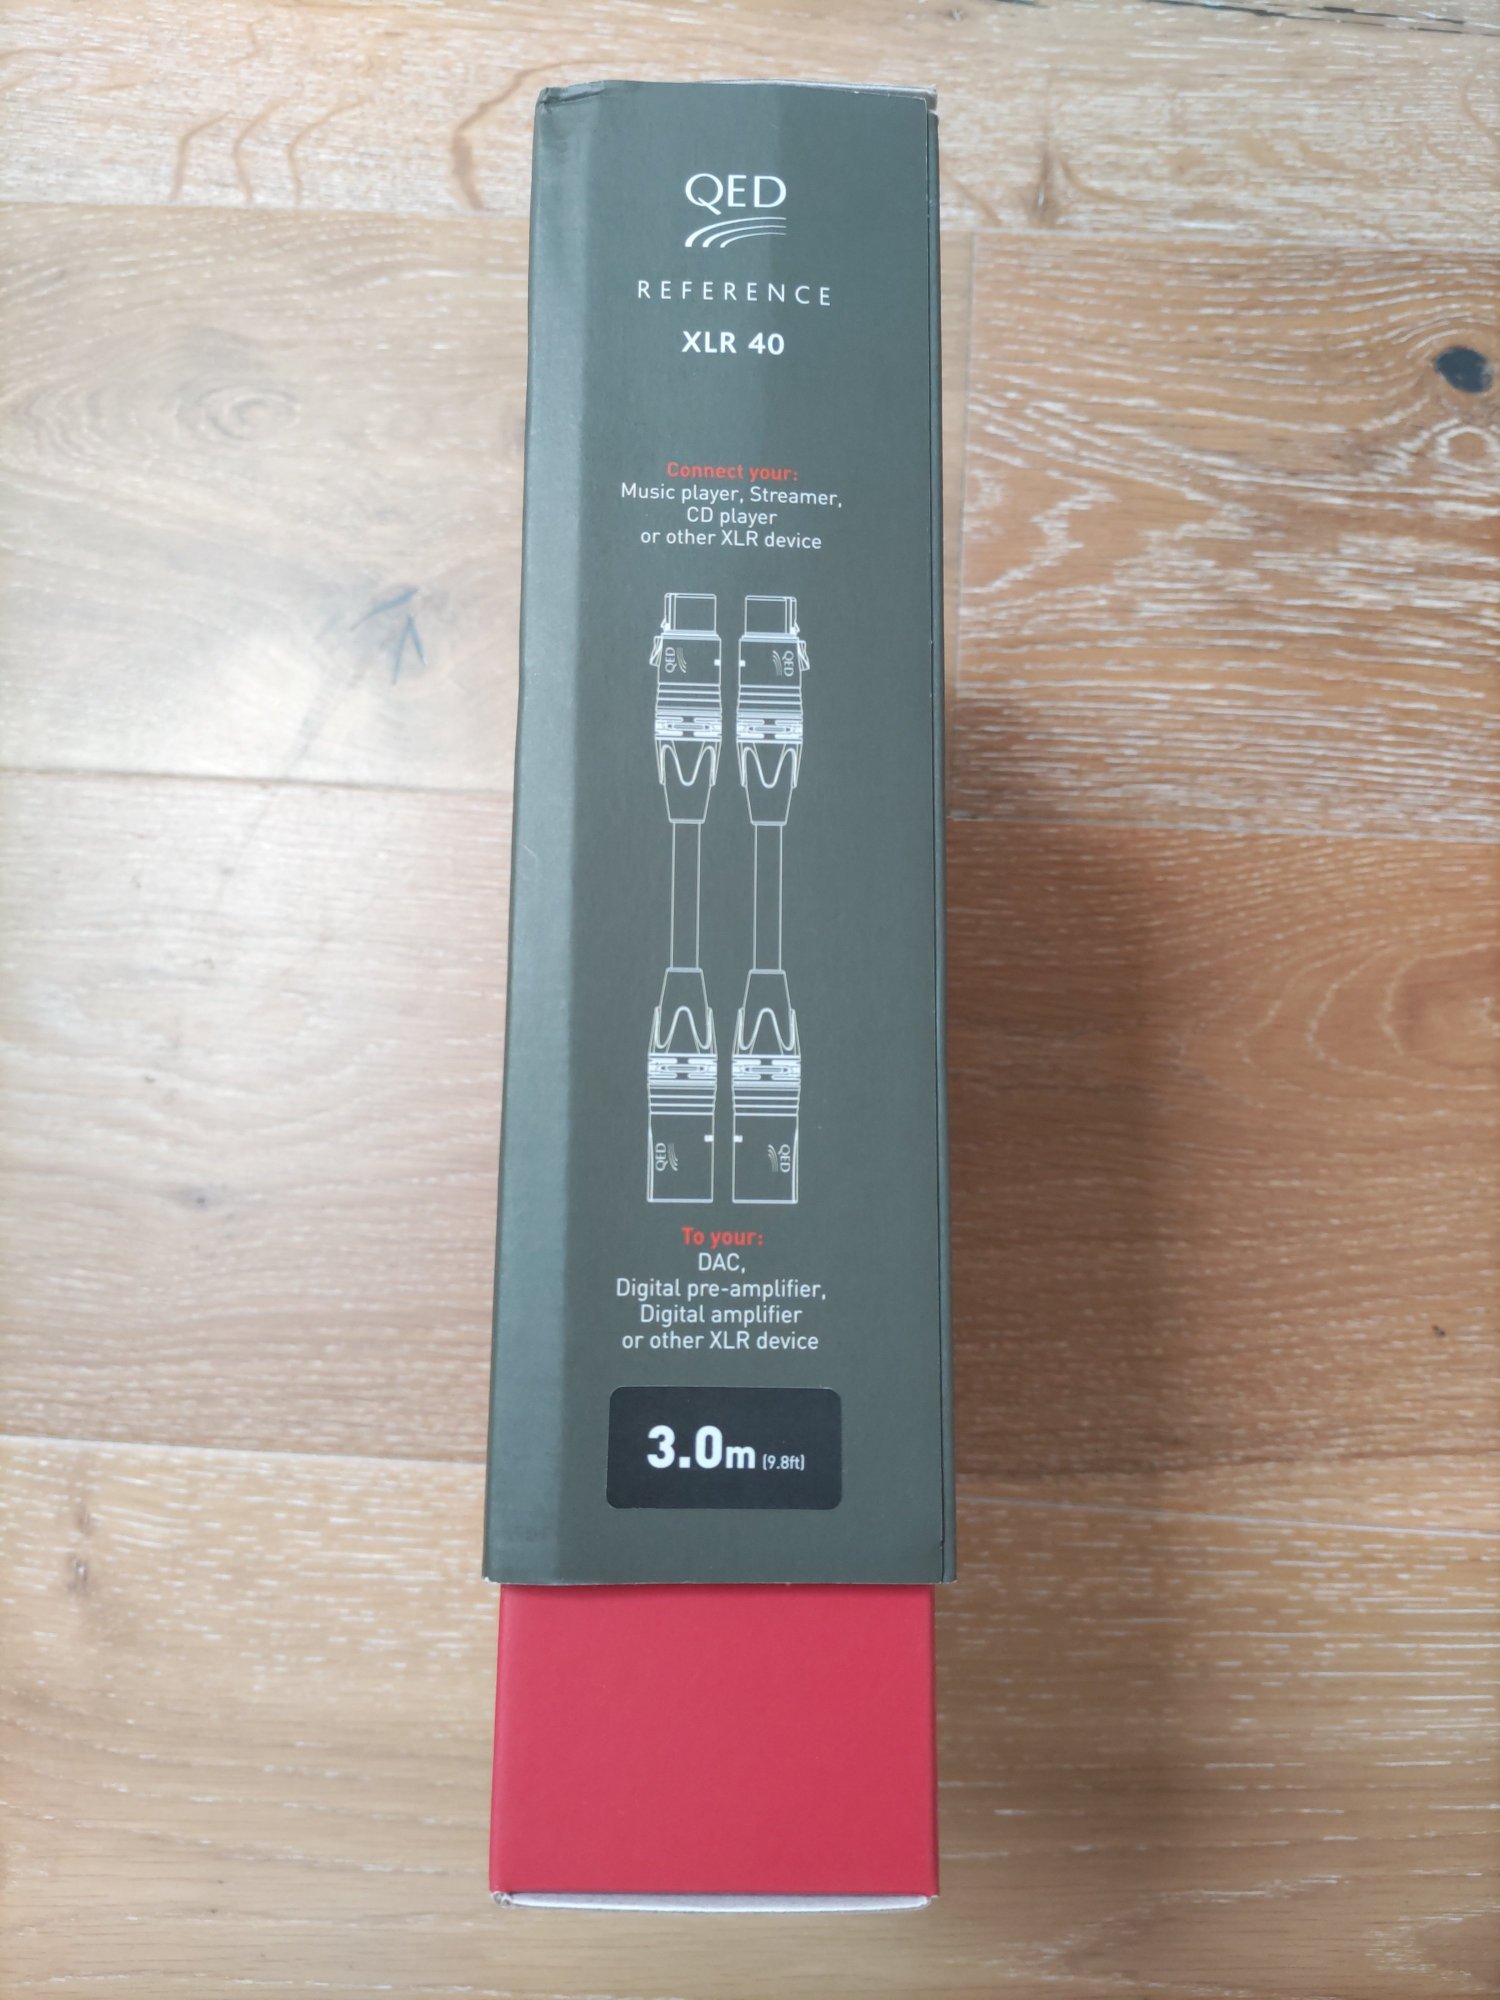 QED
REFERENCE
XLR 40
Connect your:
Music player, Streamer,
CD player
or other XLR device
QED QED
QED QED
To your:
DAC,
Digital pre-amplifier,
Digital amplifier
or other XLR device
3.0m (9.8ft)